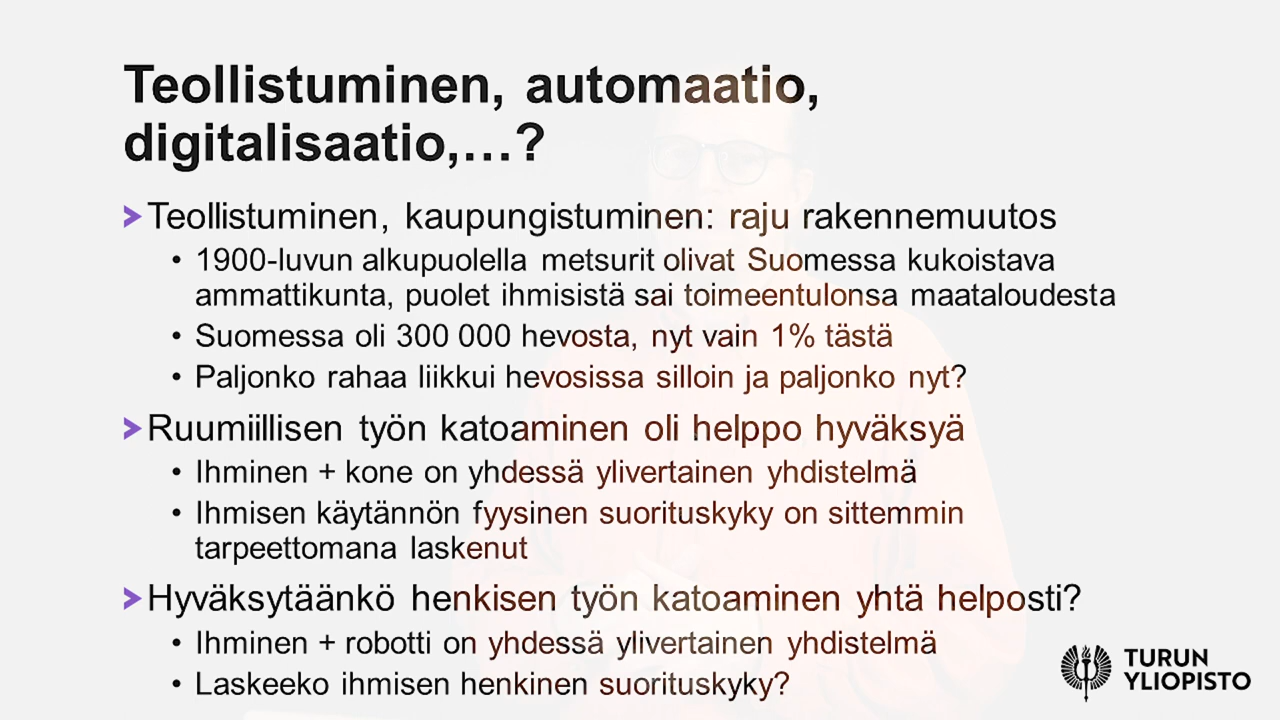 Teollistuminen, automaatio,
digitalisaatio,…?
> Teollistuminen, kaupungistuminen: raju rakennemuutos
• 1900-luvun alkupuolella metsurit olivat Suomessa kukoistava
ammattikunta, puolet ihmisistä sai toimeentulonsa maataloudesta
• Suomessa oli 300 000 hevosta, nyt vain 1% tästä
• Paljonko rahaa liikkui hevosissa silloin ja paljonko nyt?
> Ruumiillisen työn katoaminen oli helppo hyväksyä
• Ihminen + kone on yhdessä ylivertainen yhdistelmä
• Ihmisen käytännön fyysinen suorituskyky on sittemmin
tarpeettomana laskenut
> Hyväksytäänkö henkisen työn katoaminen yhtä helposti?
• Ihminen + robotti on yhdessä ylivertainen yhdistelmä
• Laskeeko ihmisen henkinen suorituskyky?
TURUN
YLIOPISTO